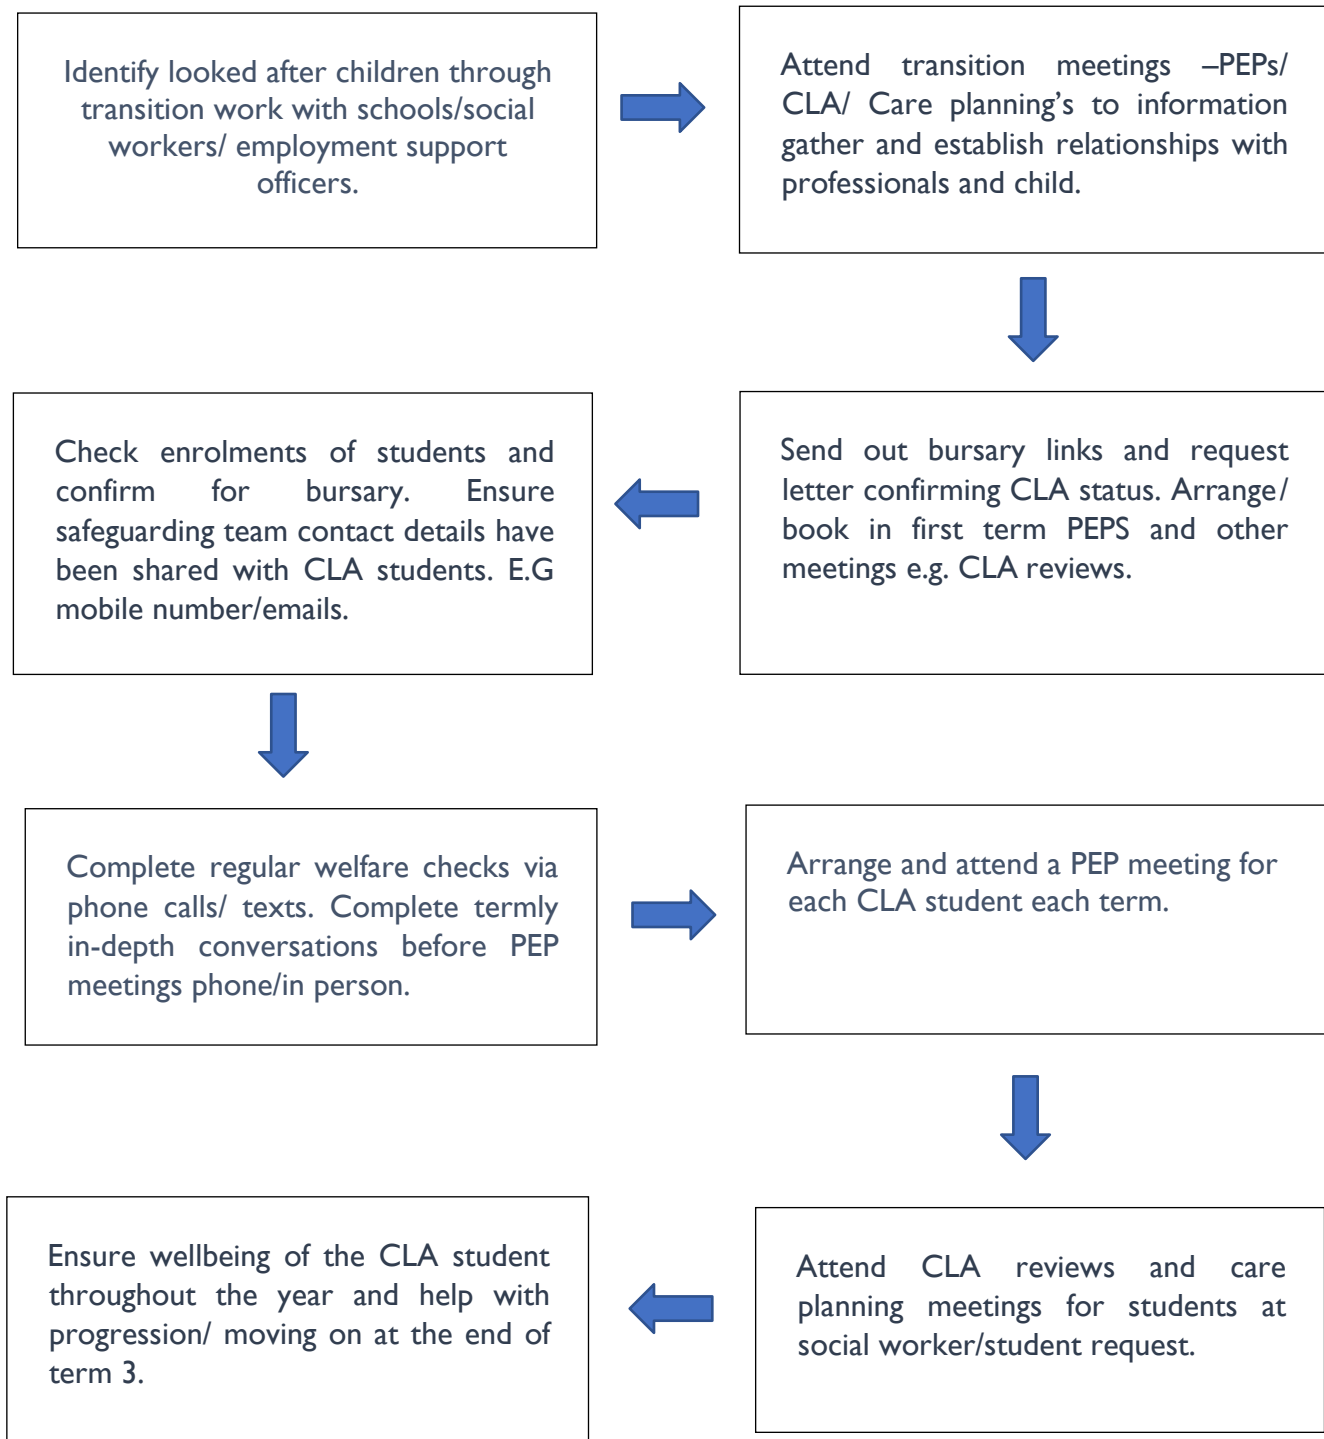 Identify looked after children through
transition work with schools/social
workers/ employment support
officers.
Attend transition meetings –PEPs/
CLA/ Care planning's to information
gather and establish relationships with
professionals and child.
Send out bursary links and request
letter confirming CLA status. Arrange/
book in first term PEPS and other
meetings e.g. CLA reviews.
Check enrolments of students and
confirm for bursary. Ensure
safeguarding team contact details have
been shared with CLA students. E.G
mobile number/emails.
Complete regular welfare checks via
phone calls/ texts. Complete termly
in-depth conversations before PEP
meetings phone/in person.
Arrange and attend a PEP meeting for
each CLA student each term.
Attend CLA reviews and care
planning meetings for students at
social worker/student request.
Ensure wellbeing of the CLA student
throughout the year and help with
progression/ moving on at the end of
term 3.